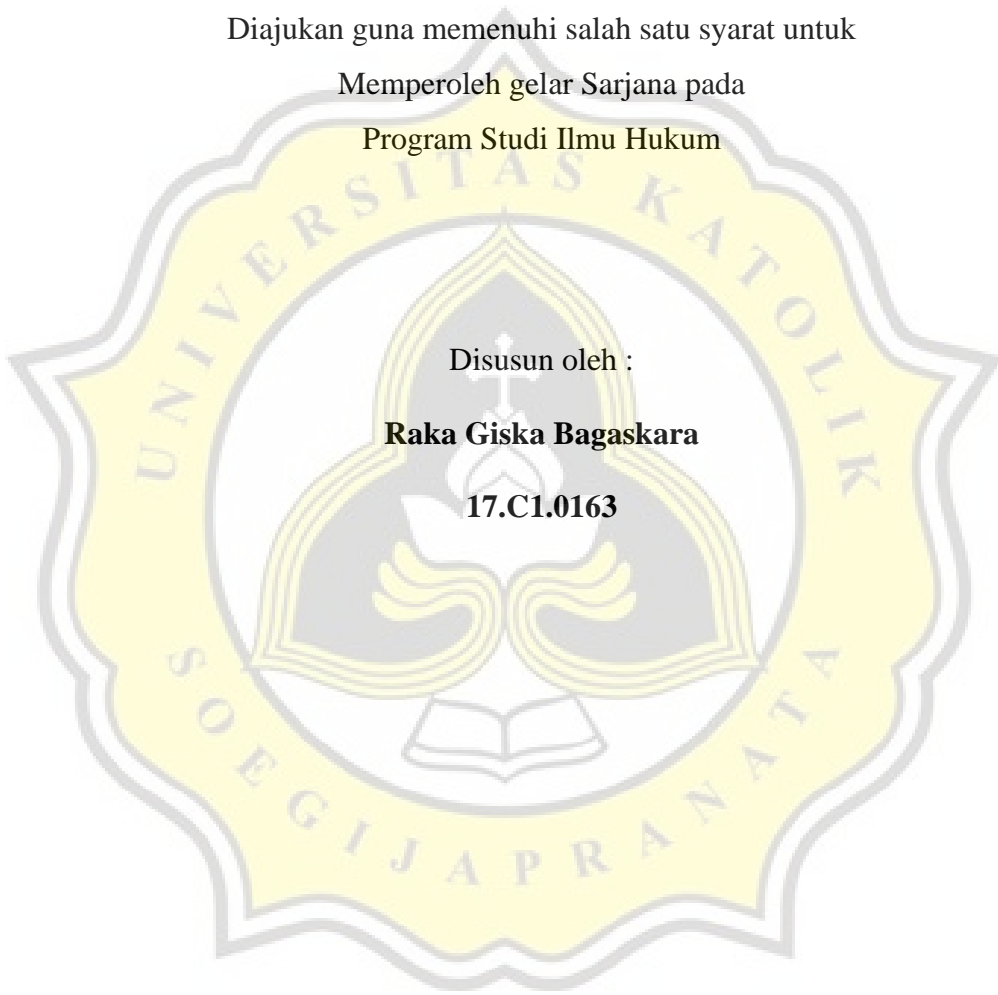 Diajukan guna memenuhi salah satu syarat untuk
Memperoleh gelar Sarjana pada
Program Studi Ilmu Hukum
UNIVERSITAS KATOLIK
Disusun oleh :
Raka Giska Bagaskara
17.C1.0163
SOEGIJAPRANATA